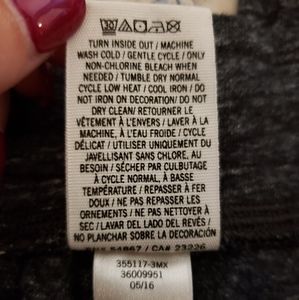 TURN INSIDE OUT / MACHINE
WASH COLD / GENTLE CYCLE / ONLY
NON-CHLORINE BLEACH WHEN
NEEDED / TUMBLE DRY NORMAL
CYCLE LOW HEAT / COOL IRON / DO
NOT IRON ON DECORATION/ DO NOT
DRY CLEAN/ RETOURNER LE
VÊTEMENT À L'ENVERS / LAVER À LA
MACHINE, À L'EAU FROIDE / CYCLE
DÉLICAT / UTILISER UNIQUEMENT DU
JAVELLISANT SANS CHLORE, AU
BESOIN / SÉCHER PAR CULBUTAGE
À CYCLE NORMAL, À BASSE
TEMPÉRATURE / REPASSER À FER
DOUX / NE PAS REPASSER LES
ORNEMENTS / NE PAS NETTOYER À
SEC / LAVAR DEL LADO DEL REVÉS /
NO PLANCHAR SOBRE LA DECORACIÓN
54867 / CA# 23226
355117-3MX
36009951
05/16